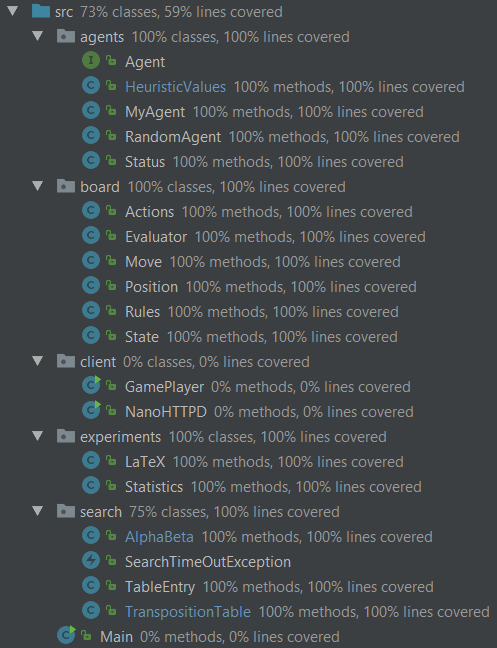 src 73% classes, 59% lines covered
agents 100% classes, 100% lines covered
I Agent
C HeuristicValues 100% methods, 100% lines covered
C MyAgent 100% methods, 100% lines covered
C RandomAgent 100% methods, 100% lines covered
C Status 100% methods, 100% lines covered
board 100% classes, 100% lines covered
C Actions 100% methods, 100% lines covered
C Evaluator 100% methods, 100% lines covered
C Move 100% methods, 100% lines covered
C Position 100% methods, 100% lines covered
C Rules 100% methods, 100% lines covered
C State 100% methods, 100% lines covered
client 0% classes, 0% lines covered
C GamePlayer 0% methods, 0% lines covered
C NanoHTTPD 0% methods, 0% lines covered
experiments 100% classes, 100% lines covered
C LaTeX 100% methods, 100% lines covered
C Statistics 100% methods, 100% lines covered
search 75% classes, 100% lines covered
C AlphaBeta 100% methods, 100% lines covered
SearchTimeOutException
C TableEntry 100% methods, 100% lines covered
C TranspositionTable 100% methods, 100% lines covered
C Main 0% methods, 0% lines covered